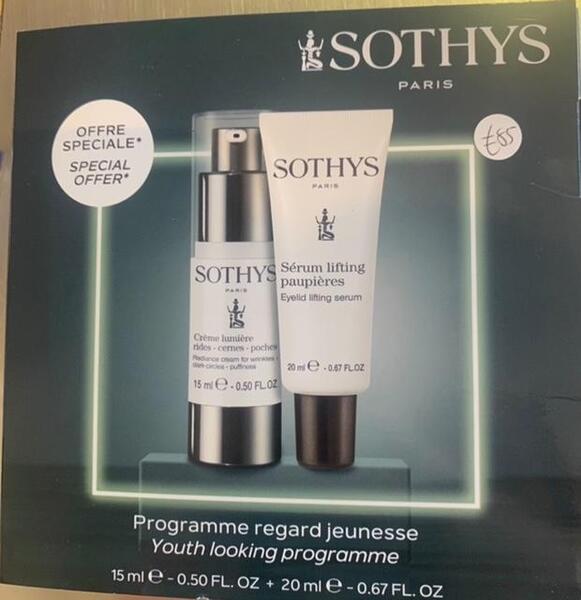 SOTHYS
PARIS
OFFRE
SPECIALE*
SPECIAL
OFFER*
£85
SOTHYS
PARIS
Sérum lifting
paupières
Eyelid lifting serum
20 ml e - 0.67 FL.OZ
SOTHYS
PARIS
Crème lumière
rides - cernes - poches
Radiance cream for wrinkles -
dark-circles - puffiness
15 ml e - 0.50 FL.OZ
Programme regard jeunesse
Youth looking programme
15 ml e - 0.50 FL. OZ + 20 ml e - 0.67 FL. OZ